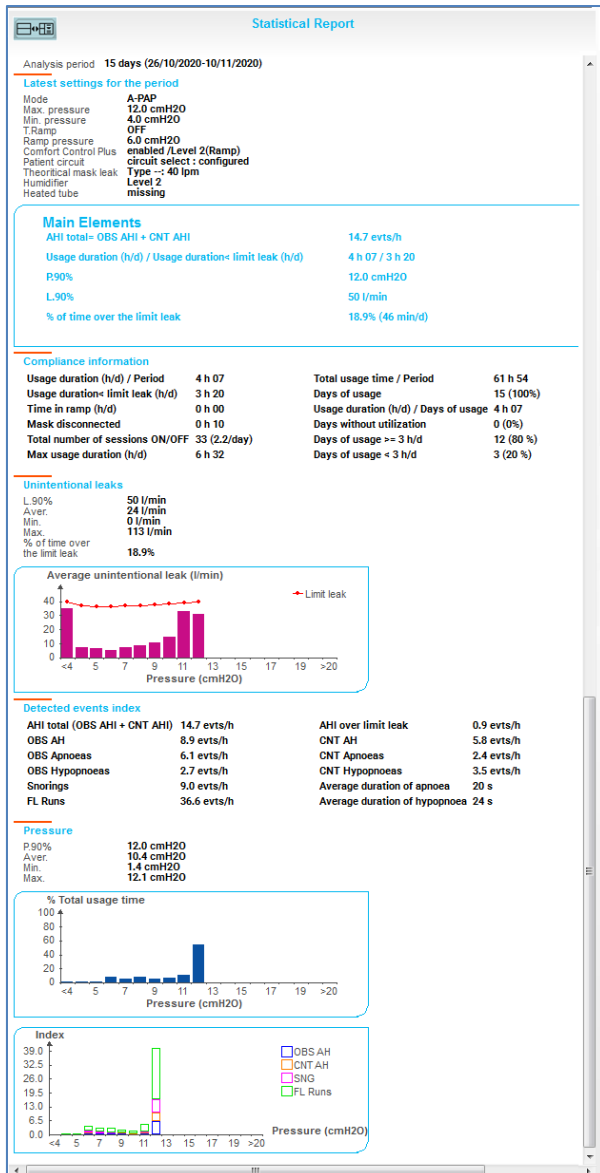 Statistical Report
Analysis period 15 days (26/10/2020-10/11/2020)
Latest settings for the period
Mode A-PAP
Max. pressure 12.0 cmH2O
Min. pressure 4.0 cmH2O
T.Ramp OFF
Ramp pressure 6.0 cmH2O
Comfort Control Plus enabled /Level 2(Ramp)
Patient circuit circuit select : configured
Theoritical mask leak Type --: 40 lpm
Humidifier Level 2
Heated tube missing
Main Elements
AHI total= OBS AHI + CNT AHI 14.7 evts/h
Usage duration (h/d) / Usage duration< limit leak (h/d) 4 h 07 / 3 h 20
P.90% 12.0 cmH2O
L.90% 50 l/min
% of time over the limit leak 18.9% (46 min/d)
Compliance information
Usage duration (h/d) / Period 4 h 07 Total usage time / Period 61 h 54
Usage duration< limit leak (h/d) 3 h 20 Days of usage 15 (100%)
Time in ramp (h/d) 0 h 00 Usage duration (h/d) / Days of usage 4 h 07
Mask disconnected 0 h 10 Days without utilization 0 (0%)
Total number of sessions ON/OFF 33 (2.2/day) Days of usage >= 3 h/d 12 (80 %)
Max usage duration (h/d) 6 h 32 Days of usage < 3 h/d 3 (20 %)
Unintentional leaks
L.90% 50 l/min
Aver. 24 l/min
Min. 0 l/min
Max. 113 l/min
% of time over
the limit leak 18.9%
Average unintentional leak (l/min)
Limit leak
40
30
20
10
0
<4 5 7 9 11 13 15 17 19 >20
Pressure (cmH2O)
Detected events index
AHI total (OBS AHI + CNT AHI) 14.7 evts/h AHI over limit leak 0.9 evts/h
OBS AH 8.9 evts/h CNT AH 5.8 evts/h
OBS Apnoeas 6.1 evts/h CNT Apnoeas 2.4 evts/h
OBS Hypopnoeas 2.7 evts/h CNT Hypopnoeas 3.5 evts/h
Snorings 9.0 evts/h Average duration of apnoea 20 s
FL Runs 36.6 evts/h Average duration of hypopnoea 24 s
Pressure
P.90% 12.0 cmH2O
Aver. 10.4 cmH2O
Min. 1.4 cmH2O
Max. 12.1 cmH2O
% Total usage time
100
80
60
40
20
0
<4 5 7 9 11 13 15 17 19 >20
Pressure (cmH2O)
Index
39.0
32.5
26.0
19.5
13.0
6.5
0.0
OBS AH
CNT AH
SNG
FL Runs
<4 5 7 9 11 13 15 17 19 >20 Pressure (cmH2O)